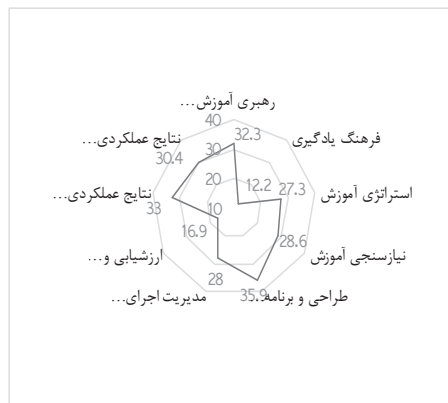 رهبری آموزش...
40
نتایج عملکردی...
32.3
فرهنگ یادگیری
30
30.4
20
12.2
27.3
استراتژی آموزش
نتایج عملکردی...
33
10
16.9
28.6
نیازسنجی آموزش
ارزشیابی و...
28
35.9
طراحی و برنامه...
مدیریت اجرای...